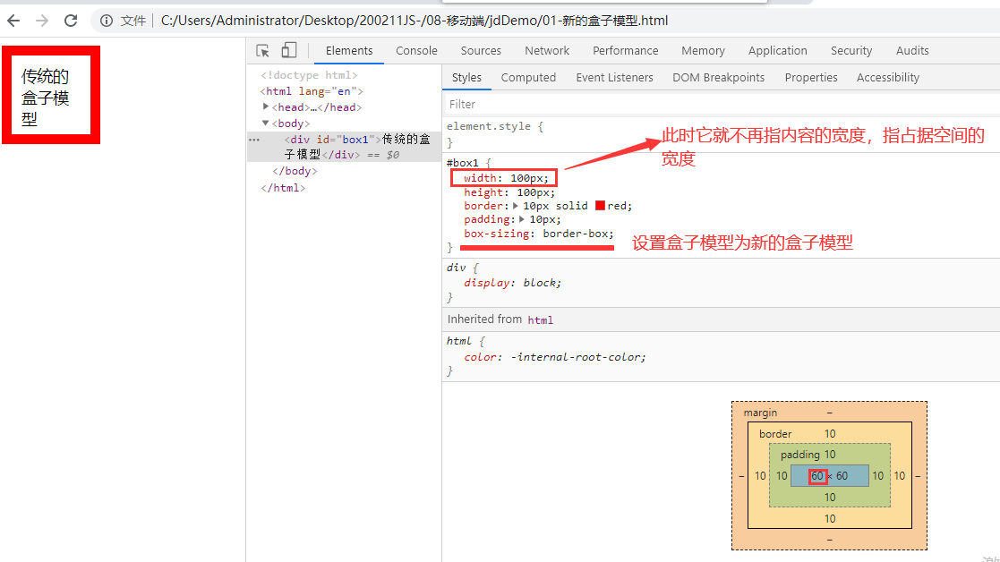 文件 C:/Users/Administrator/Desktop/200211JS-/08-移动端/jdDemo/01-新的盒子模型.html
传统的
盒子模
型
Elements Console Sources Network Performance Memory Application Security Audits
<!doctype html>
<html lang="en">
<head>…</head>
<body>
<div id="box1">传统的盒
子模型</div> == $0
</body>
</html>
Styles Computed Event Listeners DOM Breakpoints Properties Accessibility
Filter
element.style {
}
此时它就不再指内容的宽度，指占据空间的
宽度
#box1 {
width: 100px;
height: 100px;
border: 10px solid red;
padding: 10px;
box-sizing: border-box;
}
设置盒子模型为新的盒子模型
div {
display: block;
}
Inherited from html
html {
color: -internal-root-color;
}
margin –
border 10
padding 10
– 10 10 60 × 60 10 10 –
10
10
–